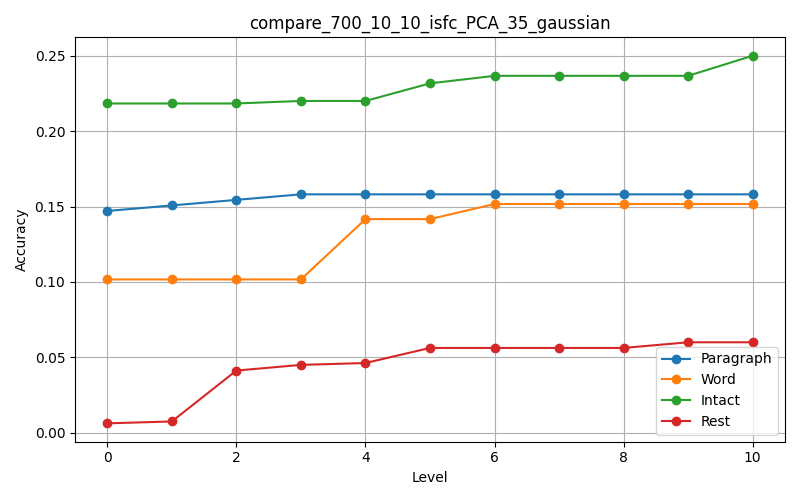 compare_700_10_10_isfc_PCA_35_gaussian
0.25
0.20
0.15
0.10
0.05
0.00
Accuracy
0 2 4 6 8 10
Level
Paragraph
Word
Intact
Rest